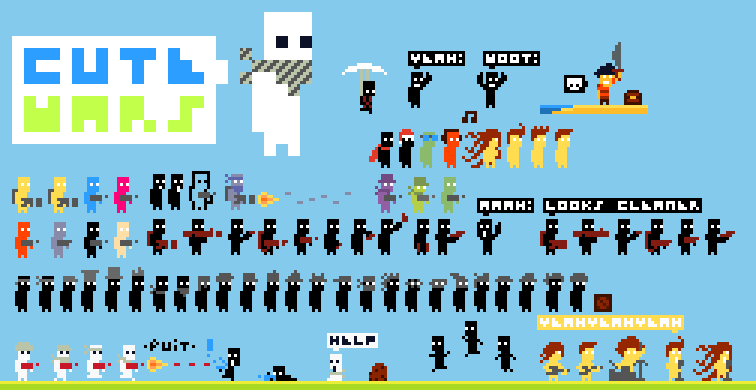 CUTE
WARS
YEAH!
WOOT!
AAAH!
LOOKS CLEANER
YEAHYEAHYEAH
·PUIT·
!
HELP